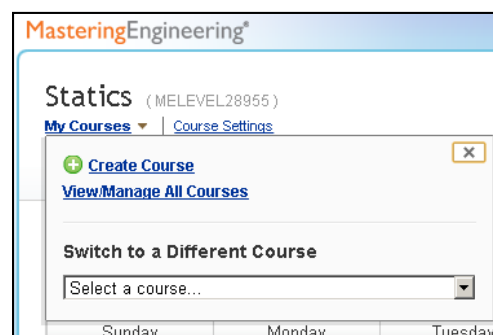 MasteringEngineering®
Statics (MELEVEL28955)
My Courses Course Settings
Create Course
View/Manage All Courses
Switch to a Different Course
Select a course...
Sunday Monday Tuesday